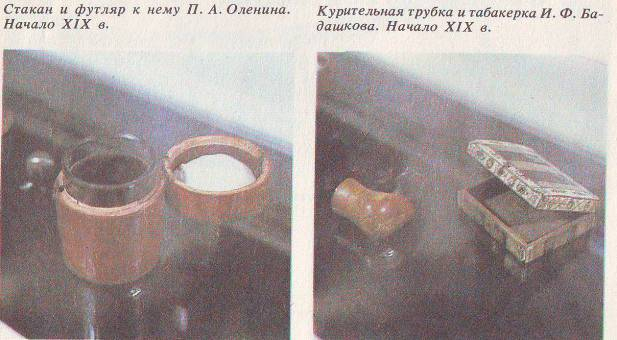 Стакан и футляр к нему П. А. Оленина.
Начало XIX в.
Курительная трубка и табакерка И. Ф. Ба-
дашкова. Начало XIX в.